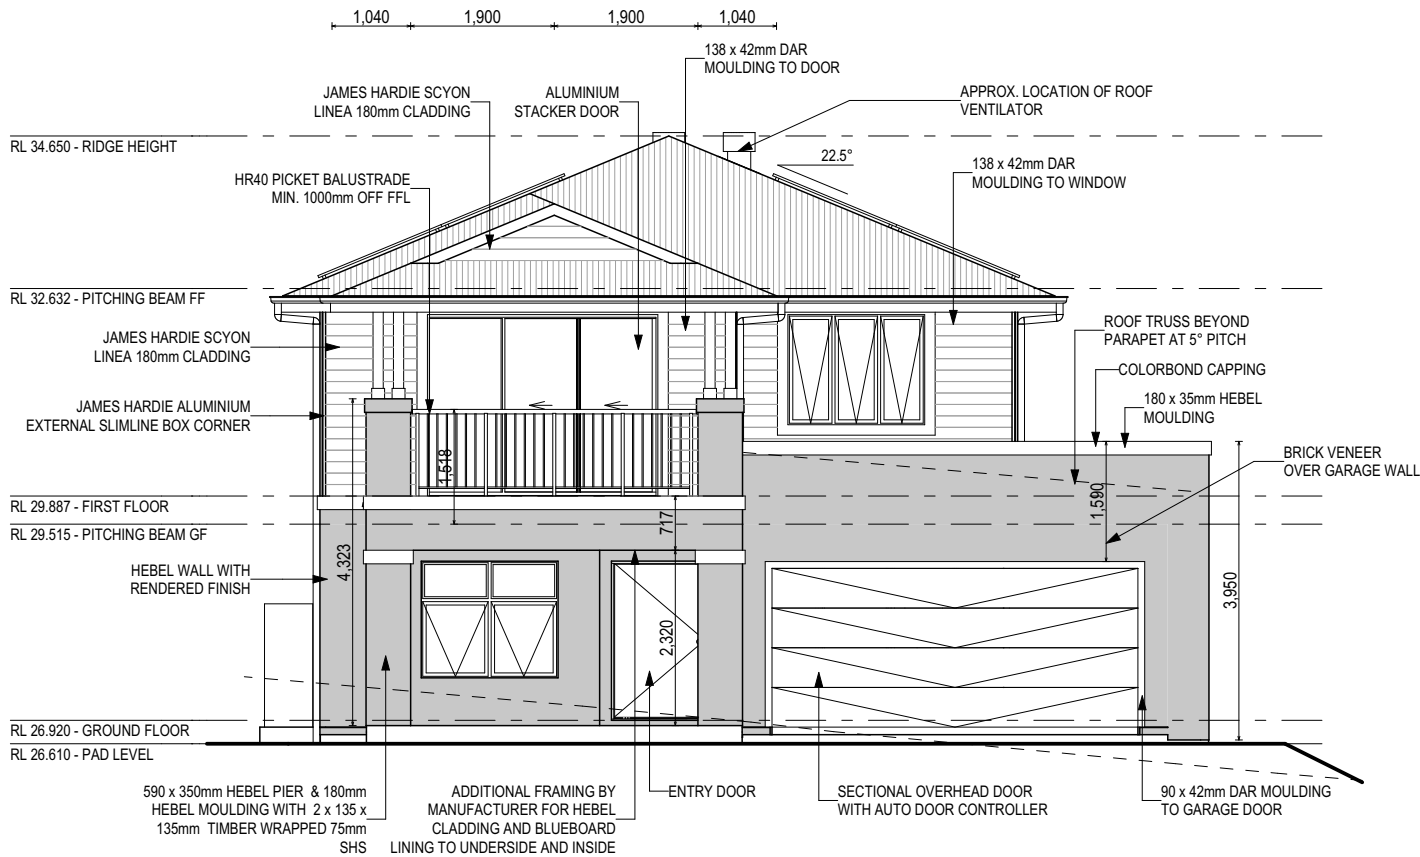 1,040
1,900
1,900
1,040
138 x 42mm DAR
MOULDING TO DOOR
JAMES HARDIE SCYON
LINEA 180mm CLADDING
ALUMINIUM
STACKER DOOR
APPROX. LOCATION OF ROOF
VENTILATOR
RL 34.650 - RIDGE HEIGHT
22.5°
138 x 42mm DAR
MOULDING TO WINDOW
HR40 PICKET BALUSTRADE
MIN. 1000mm OFF FFL
RL 32.632 - PITCHING BEAM FF
JAMES HARDIE SCYON
LINEA 180mm CLADDING
ROOF TRUSS BEYOND
PARAPET AT 5° PITCH
COLORBOND CAPPING
JAMES HARDIE ALUMINIUM
EXTERNAL SLIMLINE BOX CORNER
180 x 35mm HEBEL
MOULDING
BRICK VENEER
OVER GARAGE WALL
1,518
1,590
RL 29.887 - FIRST FLOOR
717
RL 29.515 - PITCHING BEAM GF
4,323
HEBEL WALL WITH
RENDERED FINISH
3,950
2,320
RL 26.920 - GROUND FLOOR
RL 26.610 - PAD LEVEL
590 x 350mm HEBEL PIER & 180mm
HEBEL MOULDING WITH 2 x 135 x
135mm TIMBER WRAPPED 75mm
SHS
ADDITIONAL FRAMING BY
MANUFACTURER FOR HEBEL
CLADDING AND BLUEBOARD
LINING TO UNDERSIDE AND INSIDE
ENTRY DOOR
SECTIONAL OVERHEAD DOOR
WITH AUTO DOOR CONTROLLER
90 x 42mm DAR MOULDING
TO GARAGE DOOR